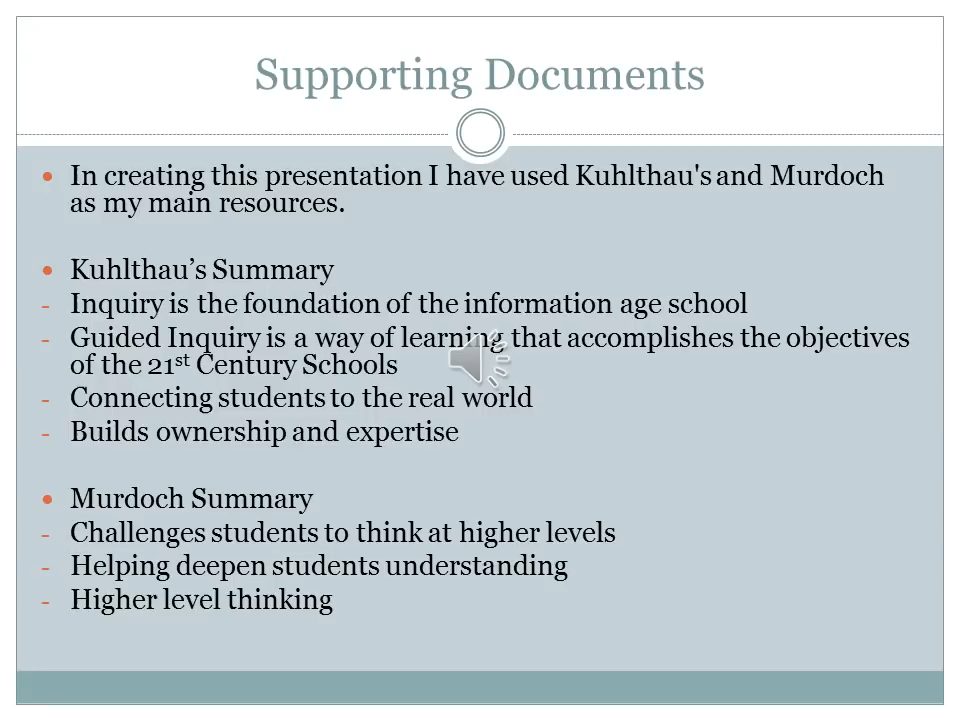 Supporting Documents
• In creating this presentation I have used Kuhlthau's and Murdoch
as my main resources.
• Kuhlthau’s Summary
- Inquiry is the foundation of the information age school
- Guided Inquiry is a way of learning that accomplishes the objectives
of the 21st Century Schools
- Connecting students to the real world
- Builds ownership and expertise
• Murdoch Summary
- Challenges students to think at higher levels
- Helping deepen students understanding
- Higher level thinking